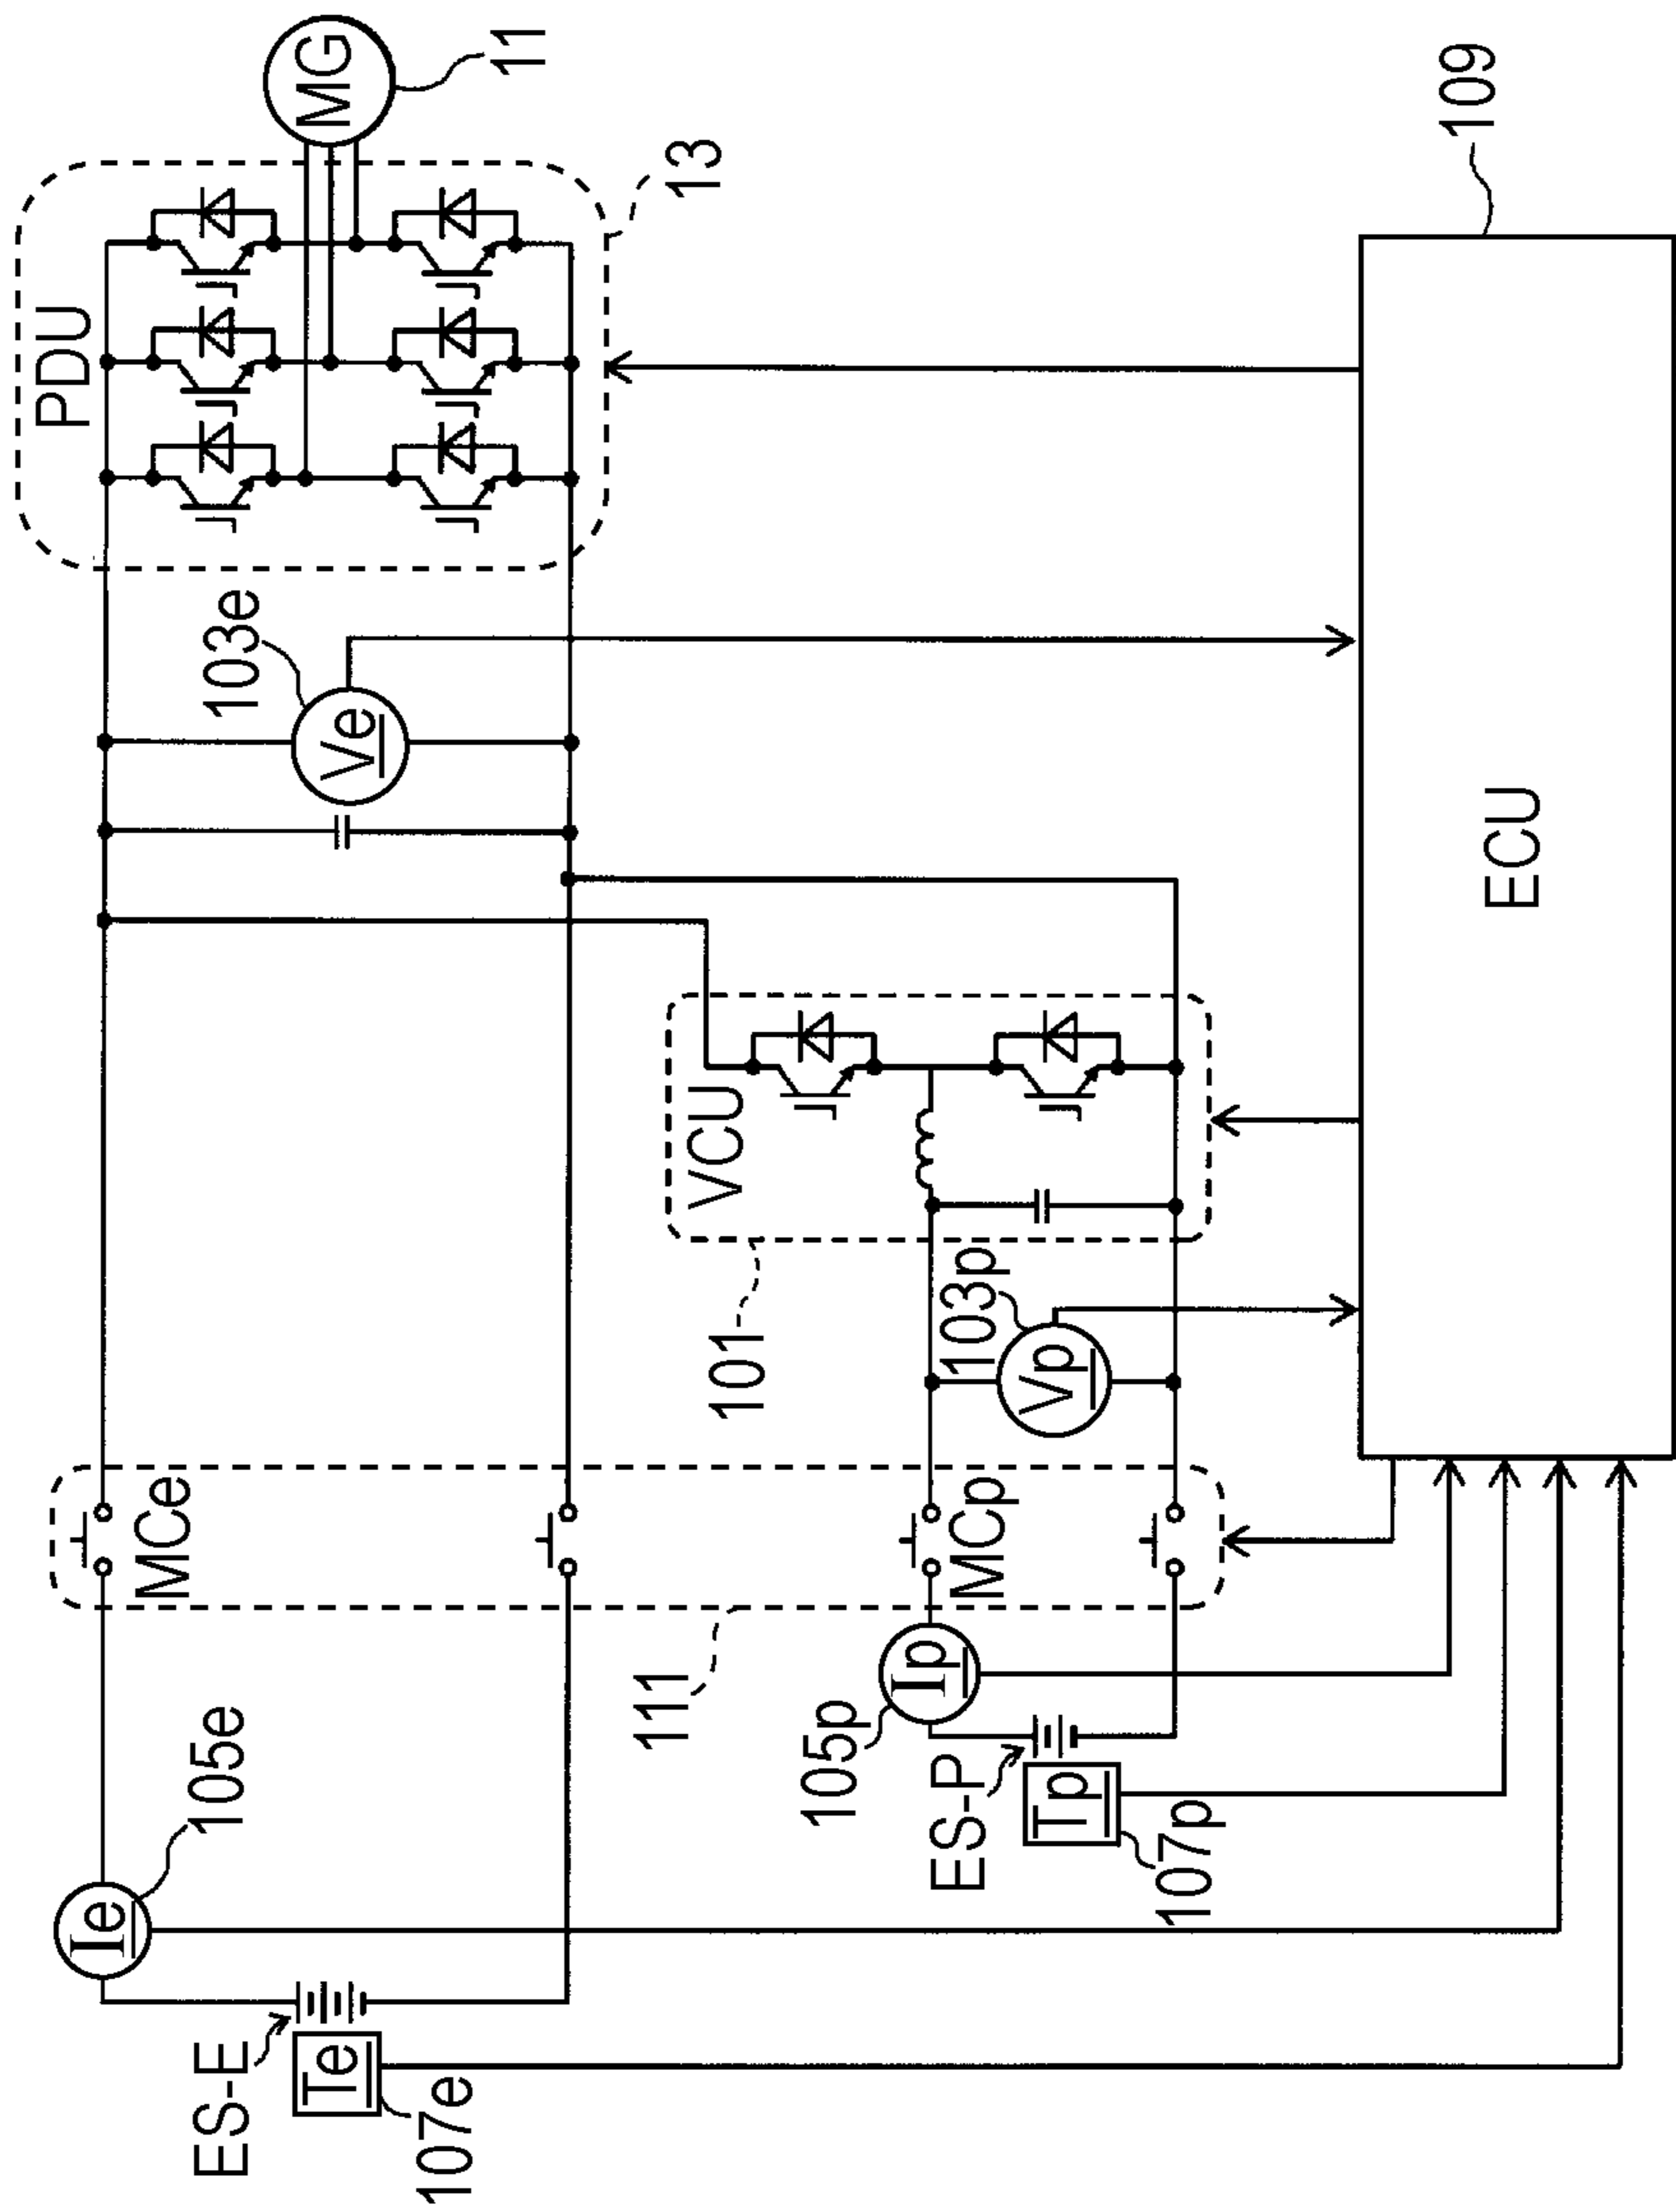 ES-E
Te
107e
Ie
105e
111
MCe
MCp
105p
Ip
ES-P
Tp
107p
101
VCU
103p
Vp
103e
Ve
PDU
13
MG
11
ECU
109